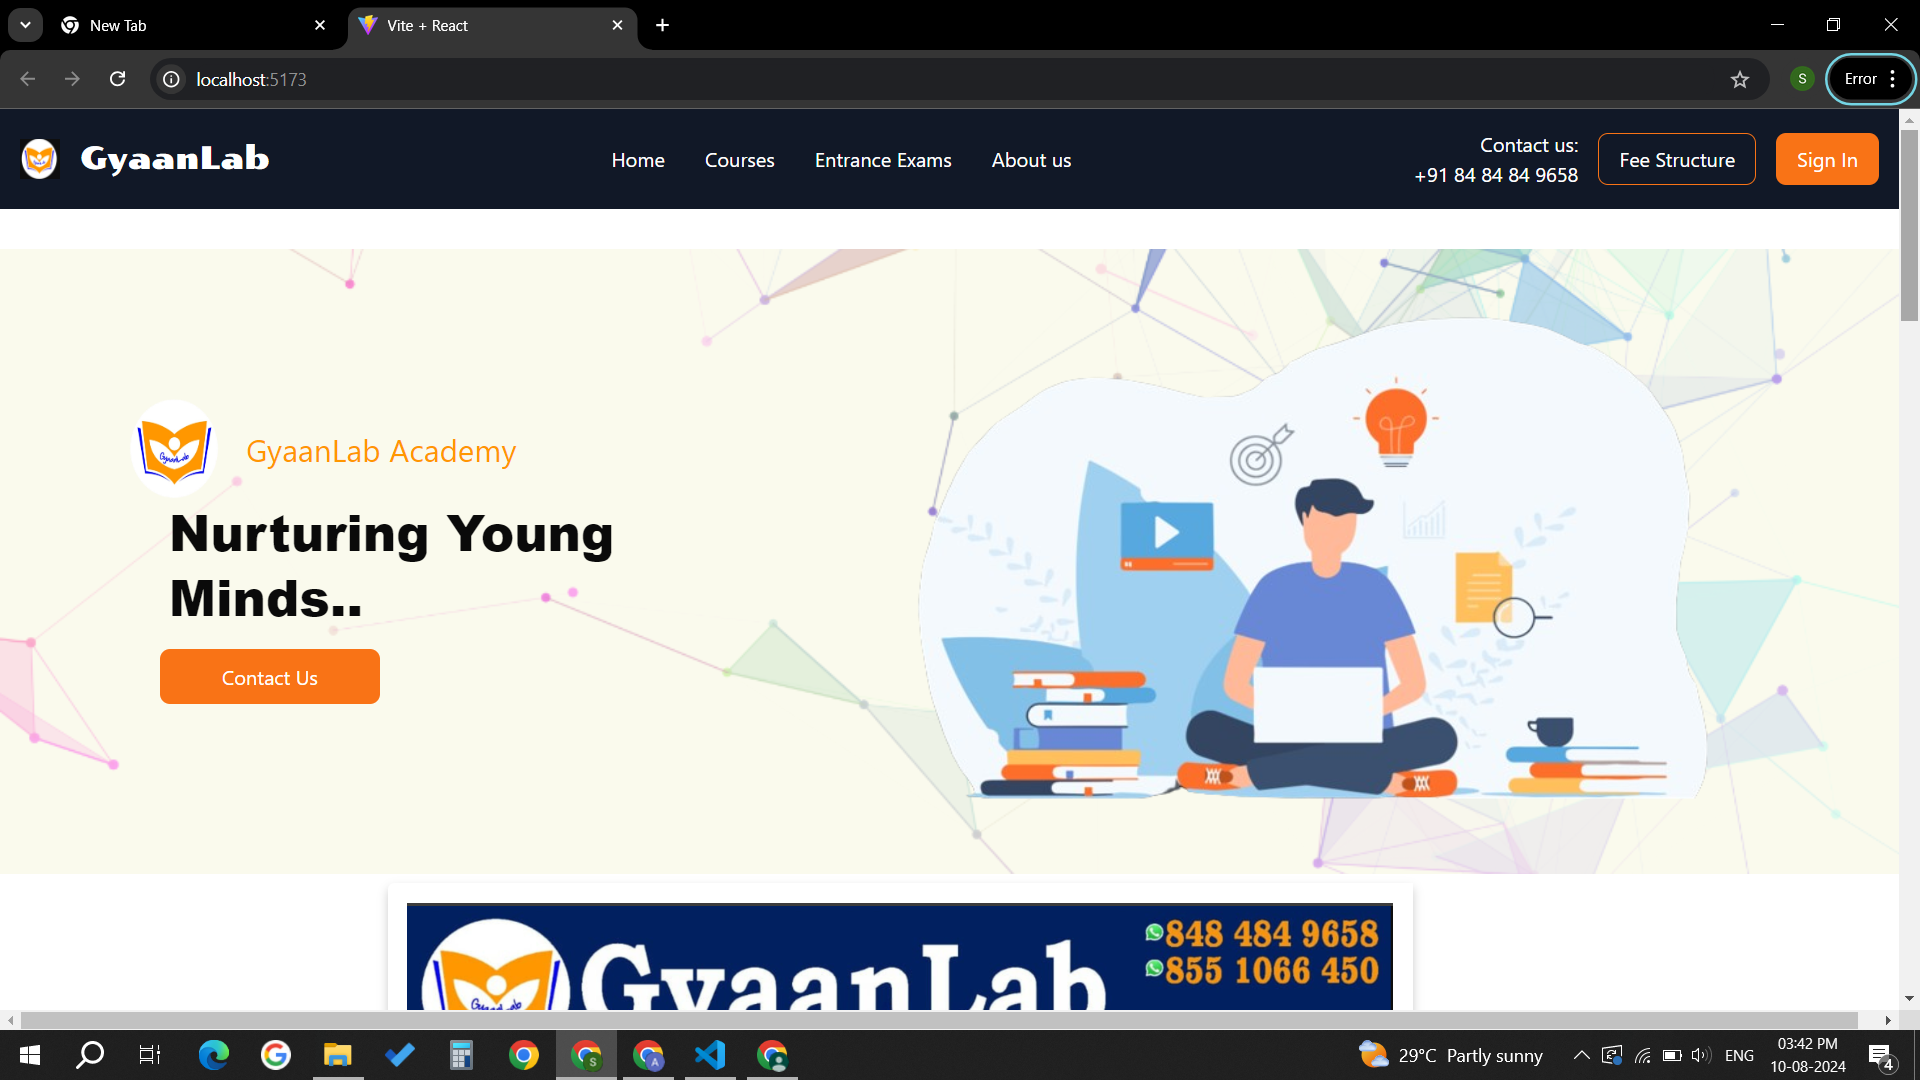 New Tab
Vite + React
localhost:5173
S
Error
GyaanLab
Home
Courses
Entrance Exams
About us
Contact us:
+91 84 84 84 9658
Fee Structure
Sign In
GyaanLab Academy
Nurturing Young
Minds..
Contact Us
GyaanLab
848 484 9658
855 1066 450
29°C Partly sunny
ENG
03:42 PM
10-08-2024
4